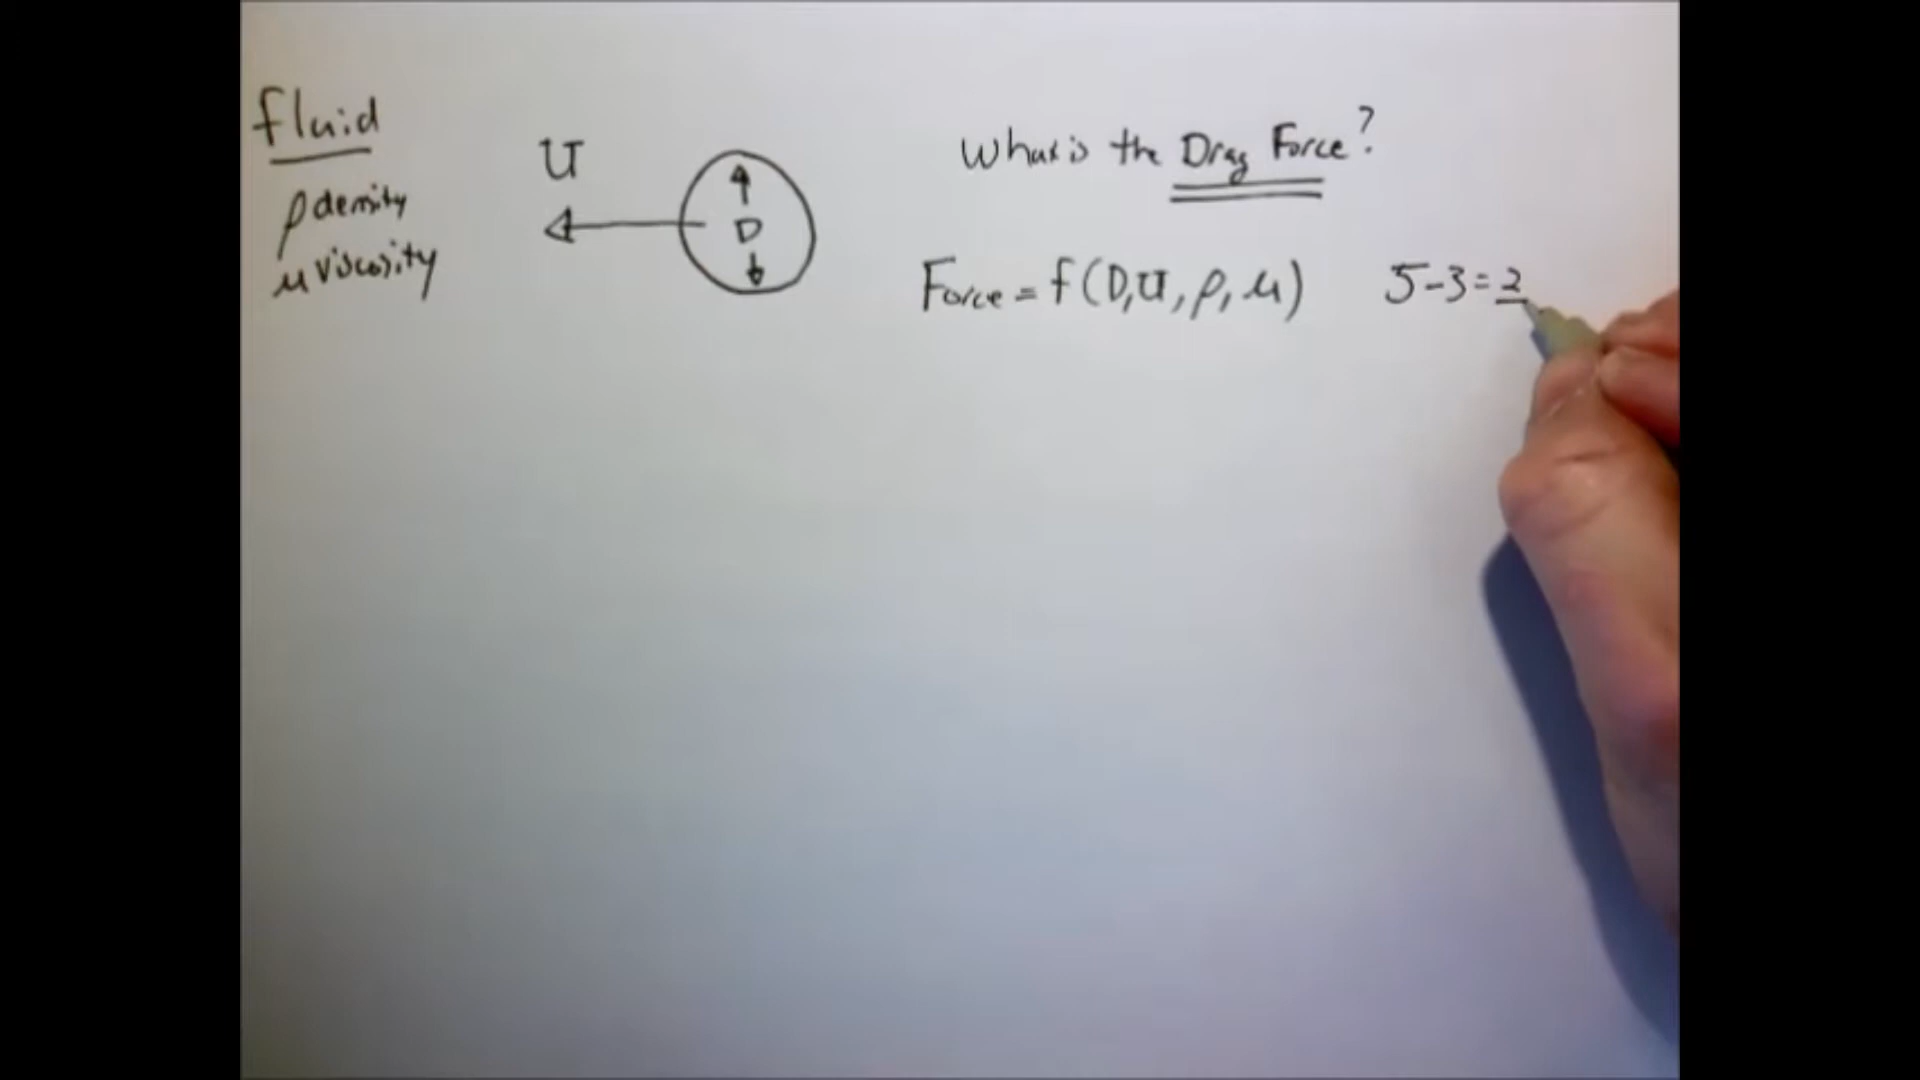 fluid
ρ density
μ viscosity
U
D
What is the Drag Force?
Force = f(D, U, ρ, μ)
5-3=2